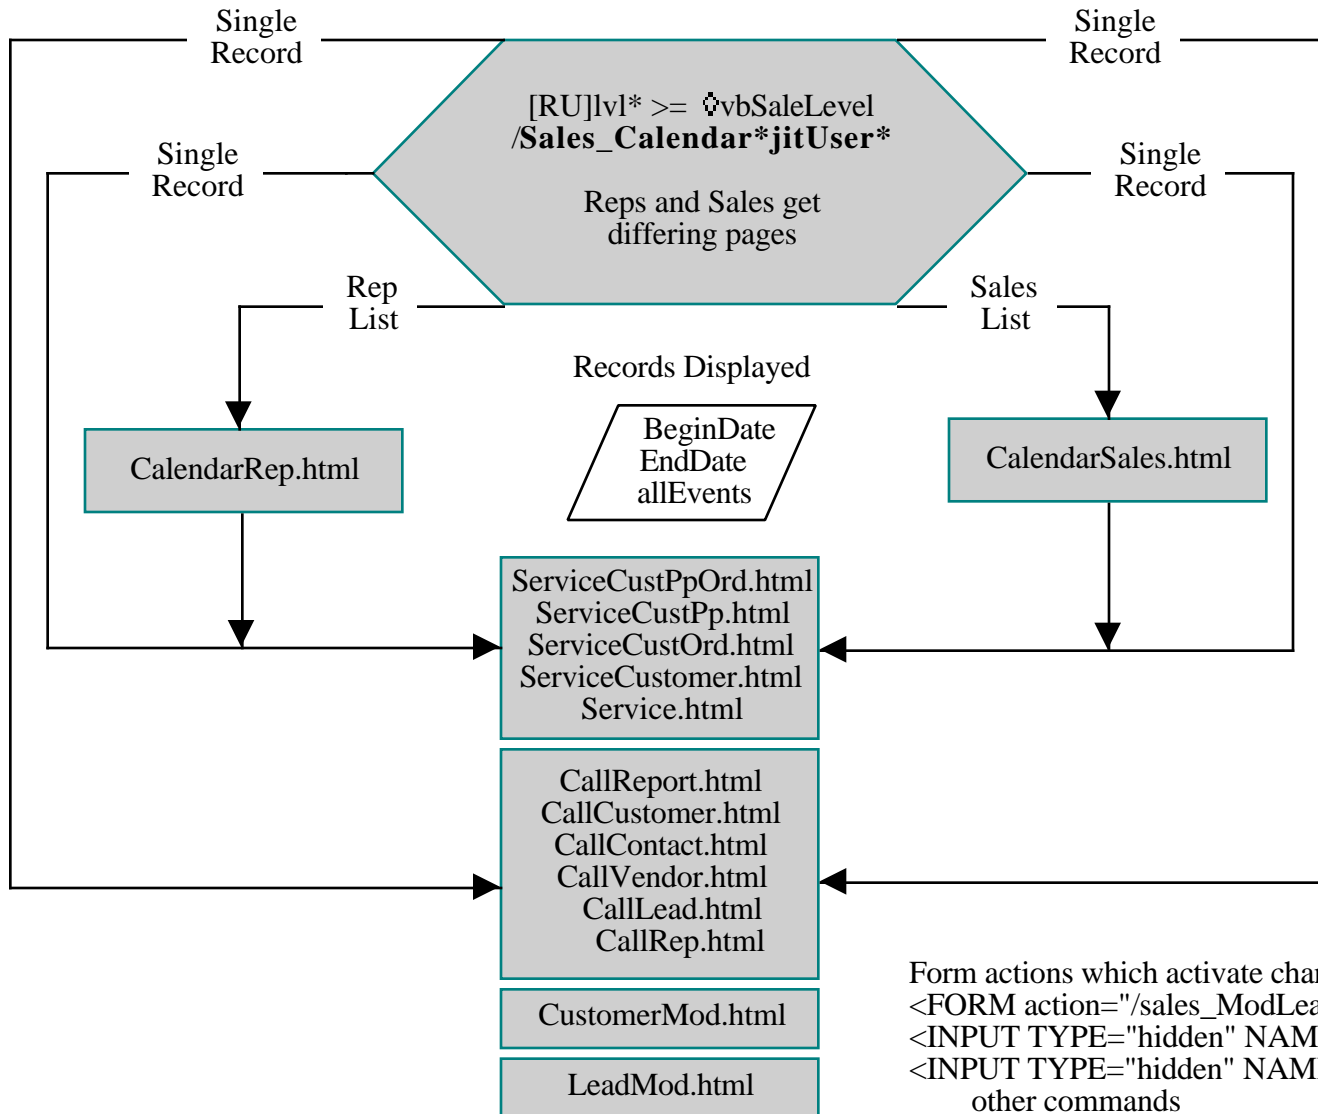 Single
Record
Single
Record
[RU]lvl* >= ◊vbSaleLevel
/Sales_Calendar*jitUser*
Single
Record
Single
Record
Reps and Sales get
differing pages
Rep
List
Sales
List
Records Displayed
BeginDate
EndDate
allEvents
CalendarRep.html
CalendarSales.html
ServiceCustPpOrd.html
ServiceCustPp.html
ServiceCustOrd.html
ServiceCustomer.html
Service.html
CallReport.html
CallCustomer.html
CallContact.html
CallVendor.html
CallLead.html
CallRep.html
CustomerMod.html
LeadMod.html
Form actions which activate
<FORM action="/sales_ModLea
<INPUT TYPE="hidden"
<INPUT TYPE="hidden"
other commands